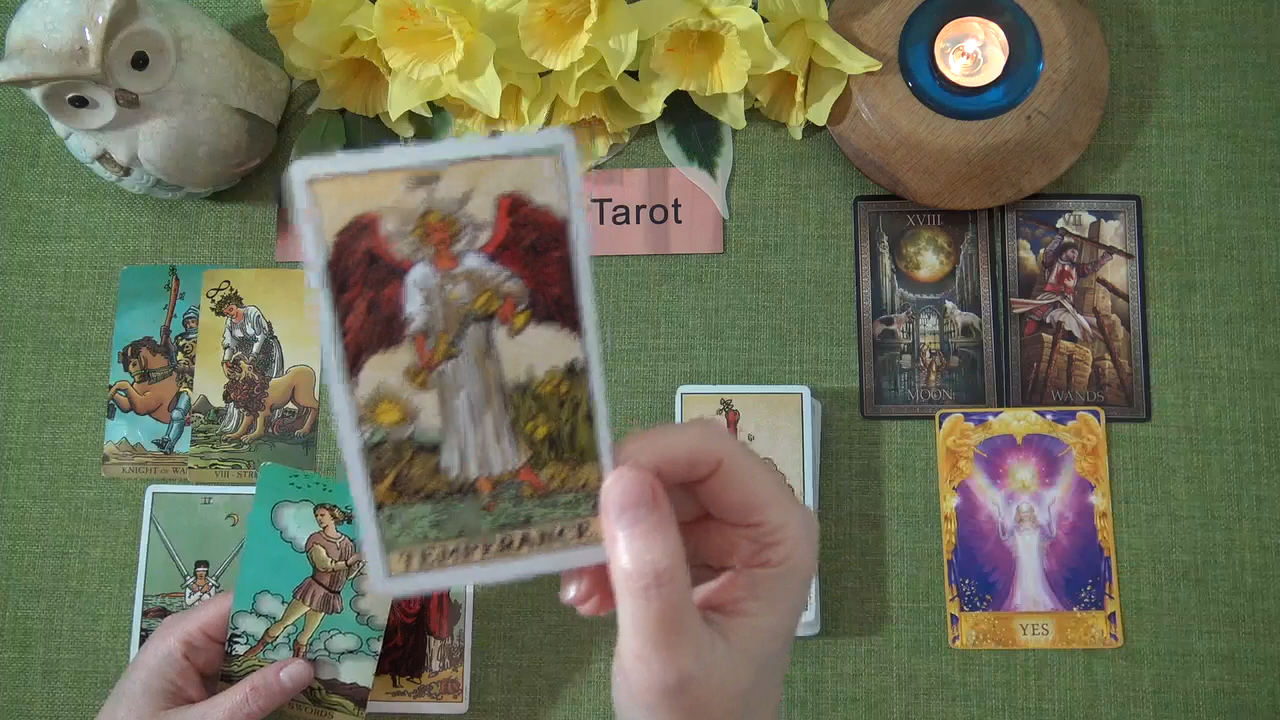 Tarot
XVIII
VII
KNIGHT OF WA
VIII - STR
MOON
WANDS
II
TEMPERANCE
YES
SWORDS